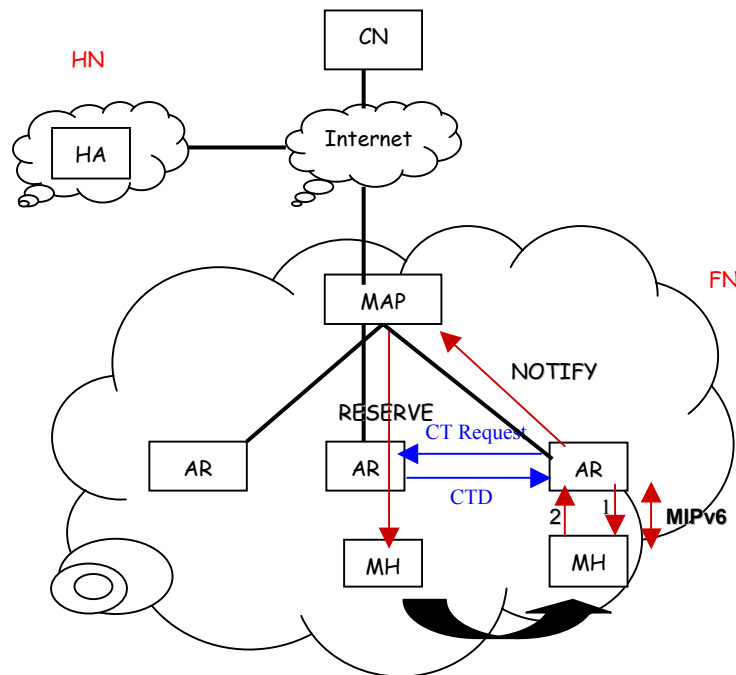 CN
HN
Internet
HA
FN
MAP
NOTIFY
RESERVE
CT Request
AR
AR
AR
CTD
2
1
MIPv6
MH
MH